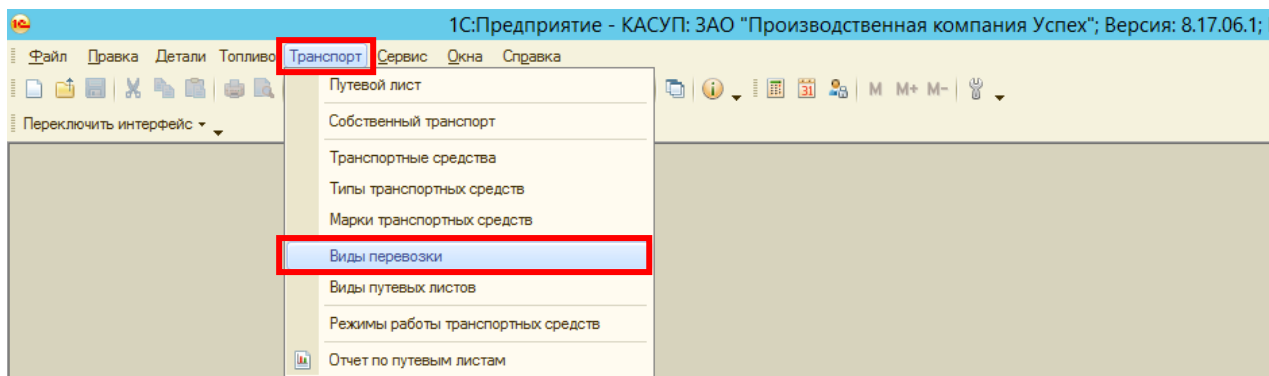 1С:Предприятие - КАСУП: ЗАО "Производственная компания Успех"; Версия: 8.17.06.1;
Файл Правка Детали Топливо Транспорт Сервис Окна Справка
Путевой лист
31 M M+ M-
Переключить интерфейс
Собственный транспорт
Транспортные средства
Типы транспортных средств
Марки транспортных средств
Виды перевозки
Виды путевых листов
Режимы работы транспортных средств
Отчет по путевым листам